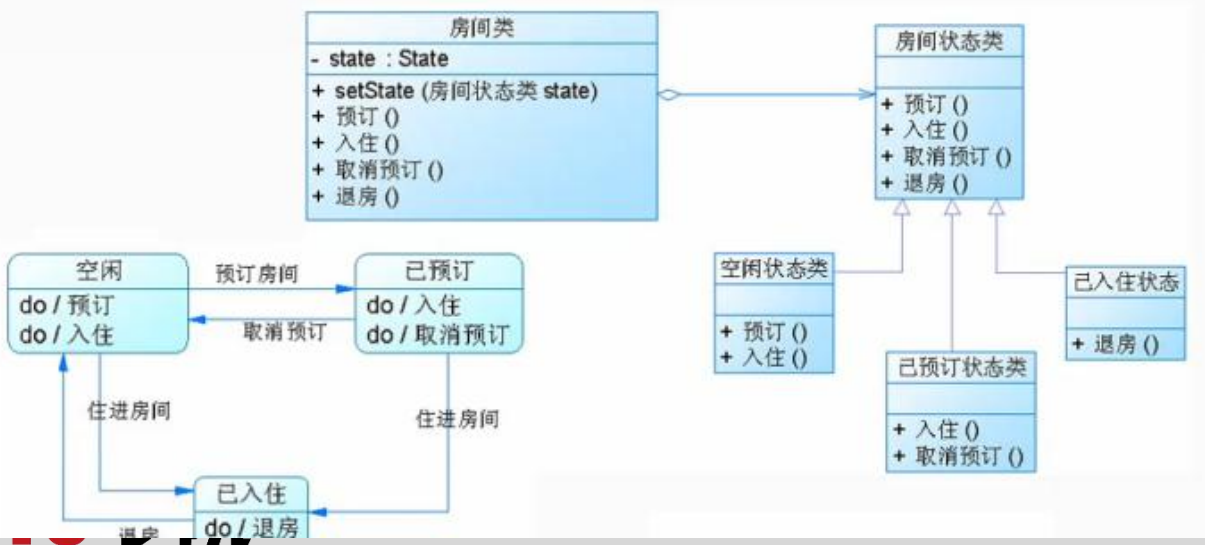 房间类
- state : State
+ setState (房间状态类 state)
+ 预订 ()
+ 入住 ()
+ 取消预订 ()
+ 退房 ()
房间状态类
+ 预订 ()
+ 入住 ()
+ 取消预订 ()
+ 退房 ()
空闲
do / 预订
do / 入住
预订房间
取消预订
已预订
do / 入住
do / 取消预订
住进房间
住进房间
已入住
do / 退房
退房
空闲状态类
+ 预订 ()
+ 入住 ()
已预订状态类
+ 入住 ()
+ 取消预订 ()
已入住状态
+ 退房 ()